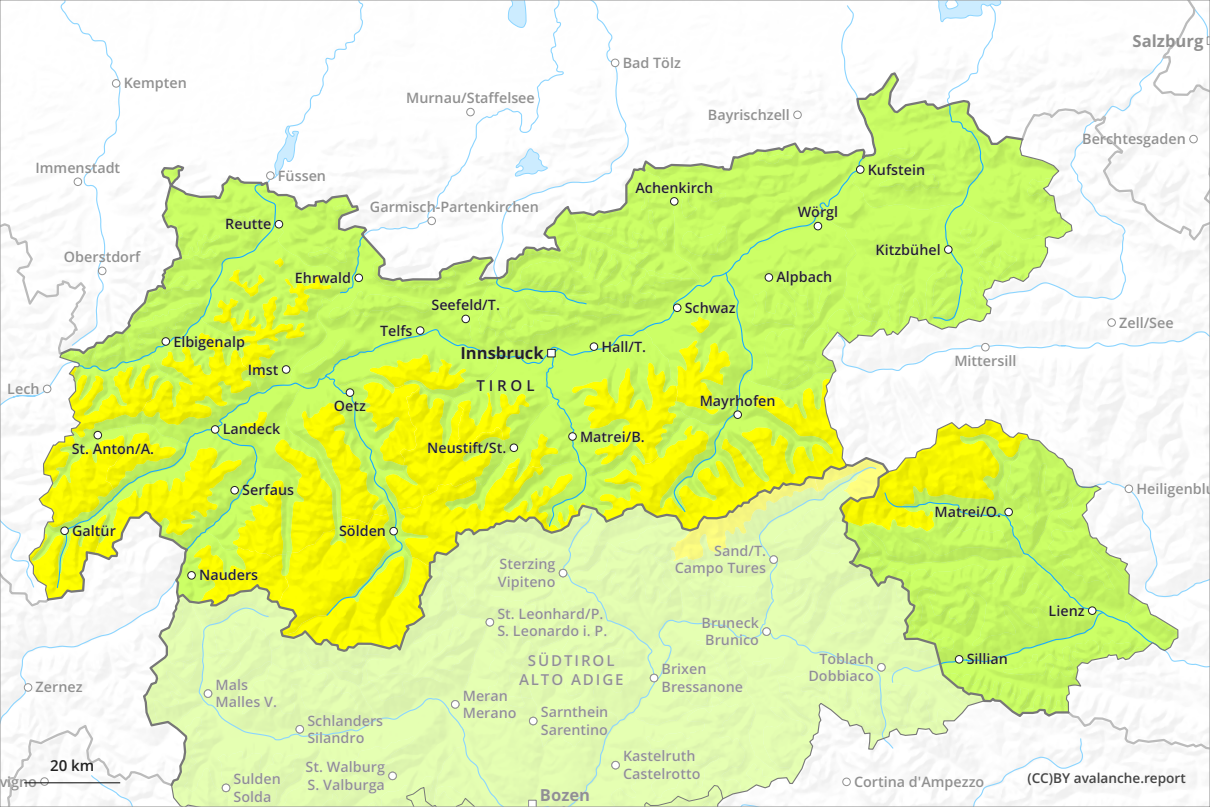 Salzburg
Bad Tölz
Kempten
Murnau/Staffelsee
Bayrischzell
Berchtesgaden
Immenstadt
Füssen
Kufstein
Achenkirch
Garmisch-Partenkirchen
Wörgl
Reutte
Oberstdorf
Kitzbühel
Ehrwald
Alpbach
Seefeld/T.
Schwaz
Telfs
Zell/See
Elbigenalp
Innsbruck
Hall/T.
Mittersill
Imst
TIROL
Lech
Oetz
Mayrhofen
Landeck
Matrei/B.
St. Anton/A.
Neustift/St.
Serfaus
Heiligenblu
Matrei/O.
Galtür
Sölden
Sand/T.
Campo Tures
Sterzing
Vipiteno
Nauders
Lienz
St. Leonhard/P.
S. Leonardo i. P.
Bruneck
Brunico
SÜDTIROL
ALTO ADIGE
Toblach
Dobbiaco
Sillian
Brixen
Bressanone
Zernez
Mals
Malles V.
Meran
Merano
Sarnthein
Sarentino
Schlanders
Silandro
Kastelruth
Castelrotto
20 km
St. Walburg
S. Valburga
vigno
Sulden
Solda
Cortina d'Ampezzo
(CC)BY avalanche.report
Bozen